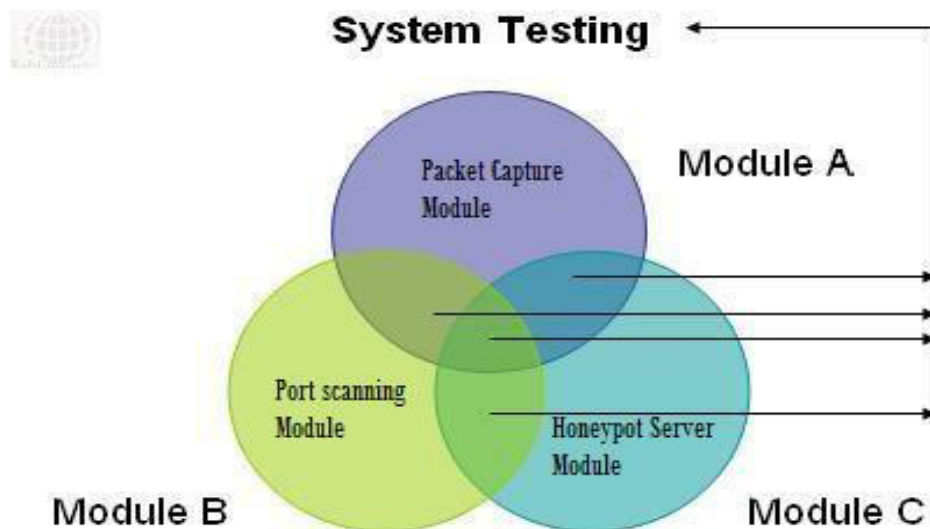 System Testing
Module A
Packet Capture
Module
Port scanning
Module
Honeypot Server
Module
Module B
Module C